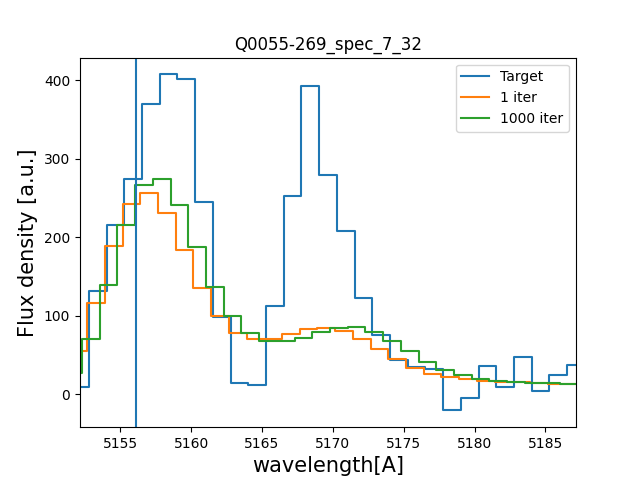 Q0055-269_spec_7_32
Target
1 iter
1000 iter
Flux density [a.u.]
400
300
200
100
0
5155 5160 5165 5170 5175 5180 5185
wavelength[A]